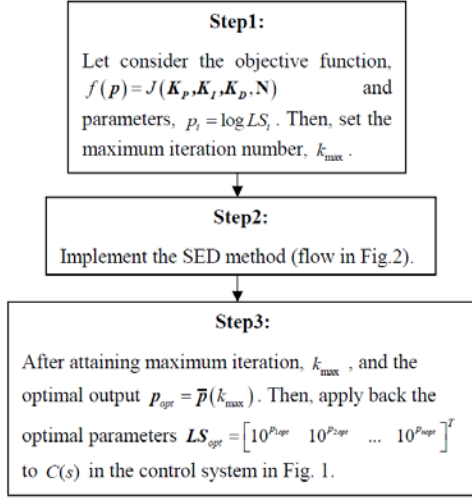 Step1:
Let consider the objective function,
f(p)=J(K_P,K_I,K_D,N) and
parameters, p_i=log LS_i. Then, set the
maximum iteration number, k_max.
Step2:
Implement the SED method (flow in Fig.2).
Step3:
After attaining maximum iteration, k_max, and the
optimal output p_opt = p̄(k_max). Then, apply back the
optimal parameters LS_opt = [10^{p_1opt} 10^{p_2opt} ... 10^{p_nopt}]^T
to C(s) in the control system in Fig. 1.